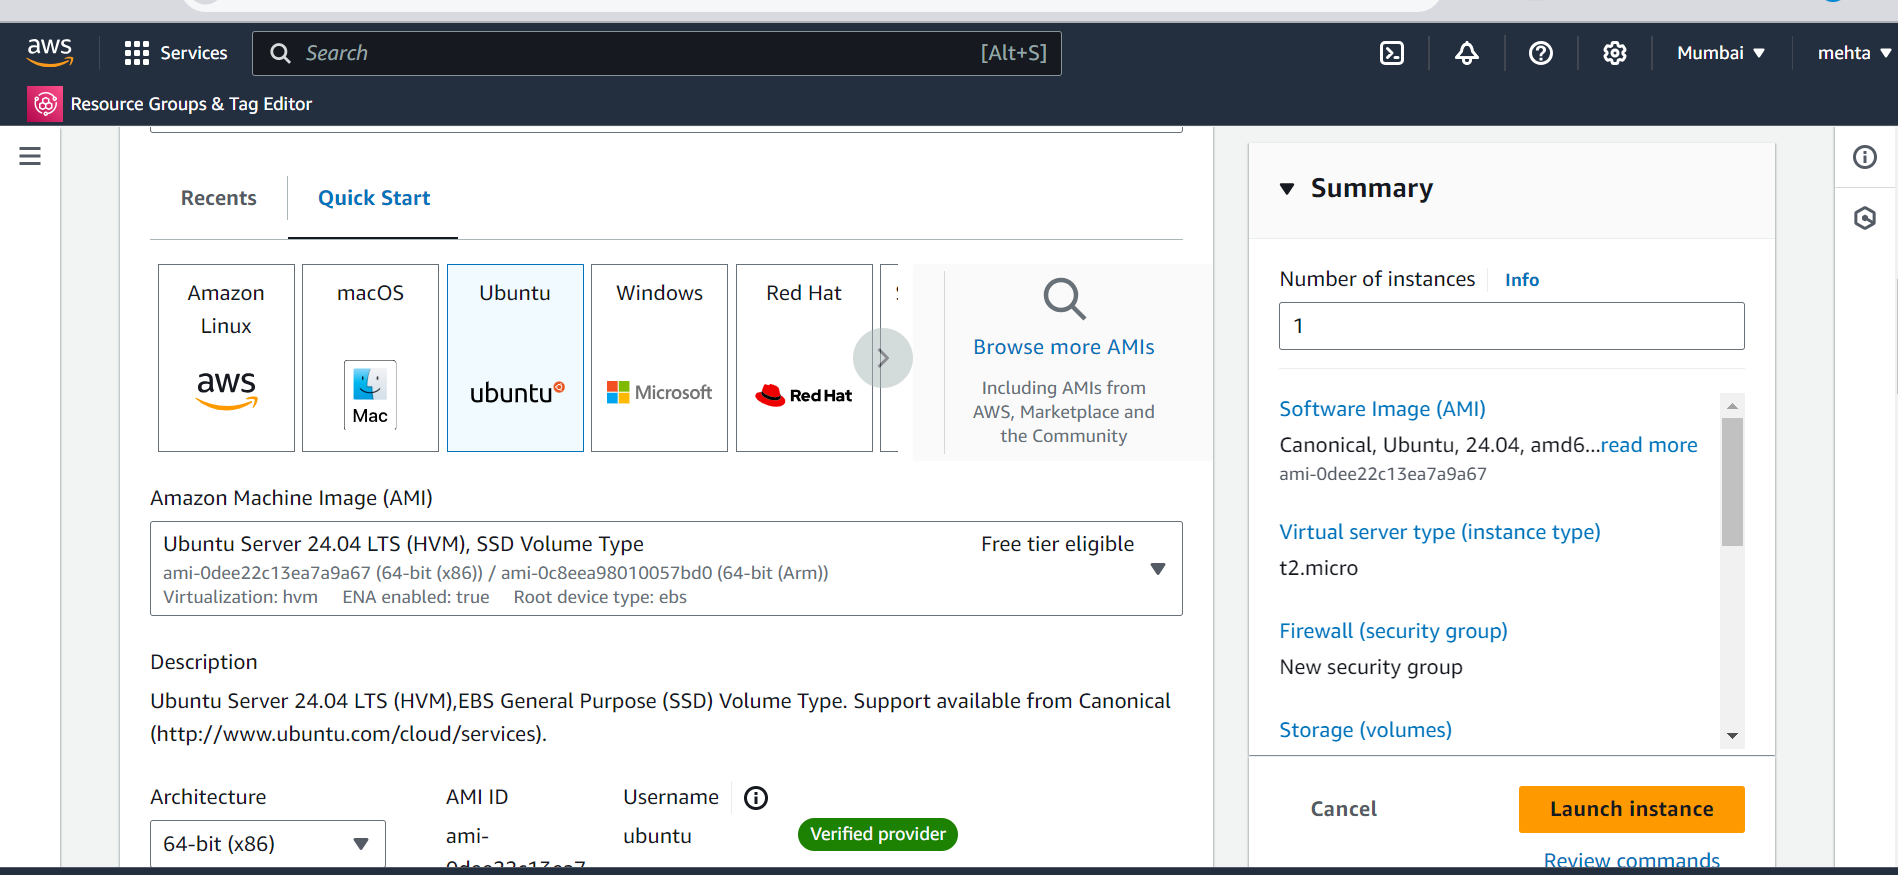 aws
Services
Search
[Alt+S]
Mumbai
mehta
Resource Groups & Tag Editor
Recents
Quick Start
Amazon
Linux
aws
macOS
Mac
Ubuntu
ubuntu
Windows
Microsoft
Red Hat
Red Hat
Browse more AMIs
Including AMIs from
AWS, Marketplace and
the Community
Amazon Machine Image (AMI)
Ubuntu Server 24.04 LTS (HVM), SSD Volume Type
Free tier eligible
ami-0dee22c13ea7a9a67 (64-bit (x86)) / ami-0c8eea98010057bd0 (64-bit (Arm))
Virtualization: hvm ENA enabled: true Root device type: ebs
Description
Ubuntu Server 24.04 LTS (HVM),EBS General Purpose (SSD) Volume Type. Support available from Canonical
(http://www.ubuntu.com/cloud/services).
Architecture
64-bit (x86)
AMI ID
ami-
0dee22c13ea7
Username
ubuntu
Verified provider
Summary
Number of instances
Info
1
Software Image (AMI)
Canonical, Ubuntu, 24.04, amd6...read more
ami-0dee22c13ea7a9a67
Virtual server type (instance type)
t2.micro
Firewall (security group)
New security group
Storage (volumes)
Cancel
Launch instance
Review commands